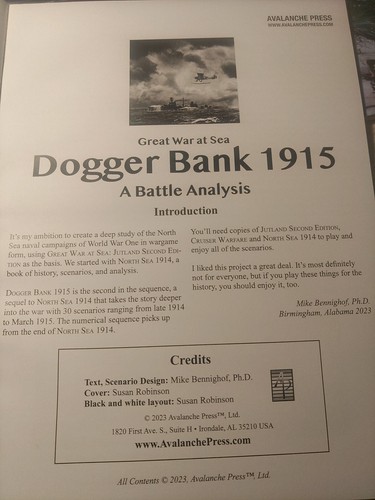 AVALANCHE PRESS
WWW.AVALANCHEPRESS.COM
Great War at Sea
Dogger Bank 1915
A Battle Analysis
Introduction
It's my ambition to create a deep study of the North
Sea naval campaigns of World War One in wargame
form, using Great War at Sea: Jutland Second Edi-
tion as the basis. We started with North Sea 1914, a
book of history, scenarios, and analysis.
Dogger Bank 1915 is the second in the sequence, a
sequel to North Sea 1914 that takes the story deeper
into the war with 30 scenarios ranging from late 1914
to March 1915. The numerical sequence picks up
from the end of North Sea 1914.
You'll need copies of Jutland Second Edition,
Cruiser Warfare and North Sea 1914 to play and
enjoy all of the scenarios.
I liked this project a great deal. It's most definitely
not for everyone, but if you play these things for the
history, you should enjoy it, too.
Mike Bennighof, Ph.D.
Birmingham, Alabama 2023
Credits
Text, Scenario Design: Mike Bennighof, Ph.D.
Cover: Susan Robinson
Black and white layout: Susan Robinson
© 2023 Avalanche Press™, Ltd.
1820 First Ave. S., Suite H • Irondale, AL 35210 USA
www.AvalanchePress.com
All Contents © 2023, Avalanche Press™, Ltd.